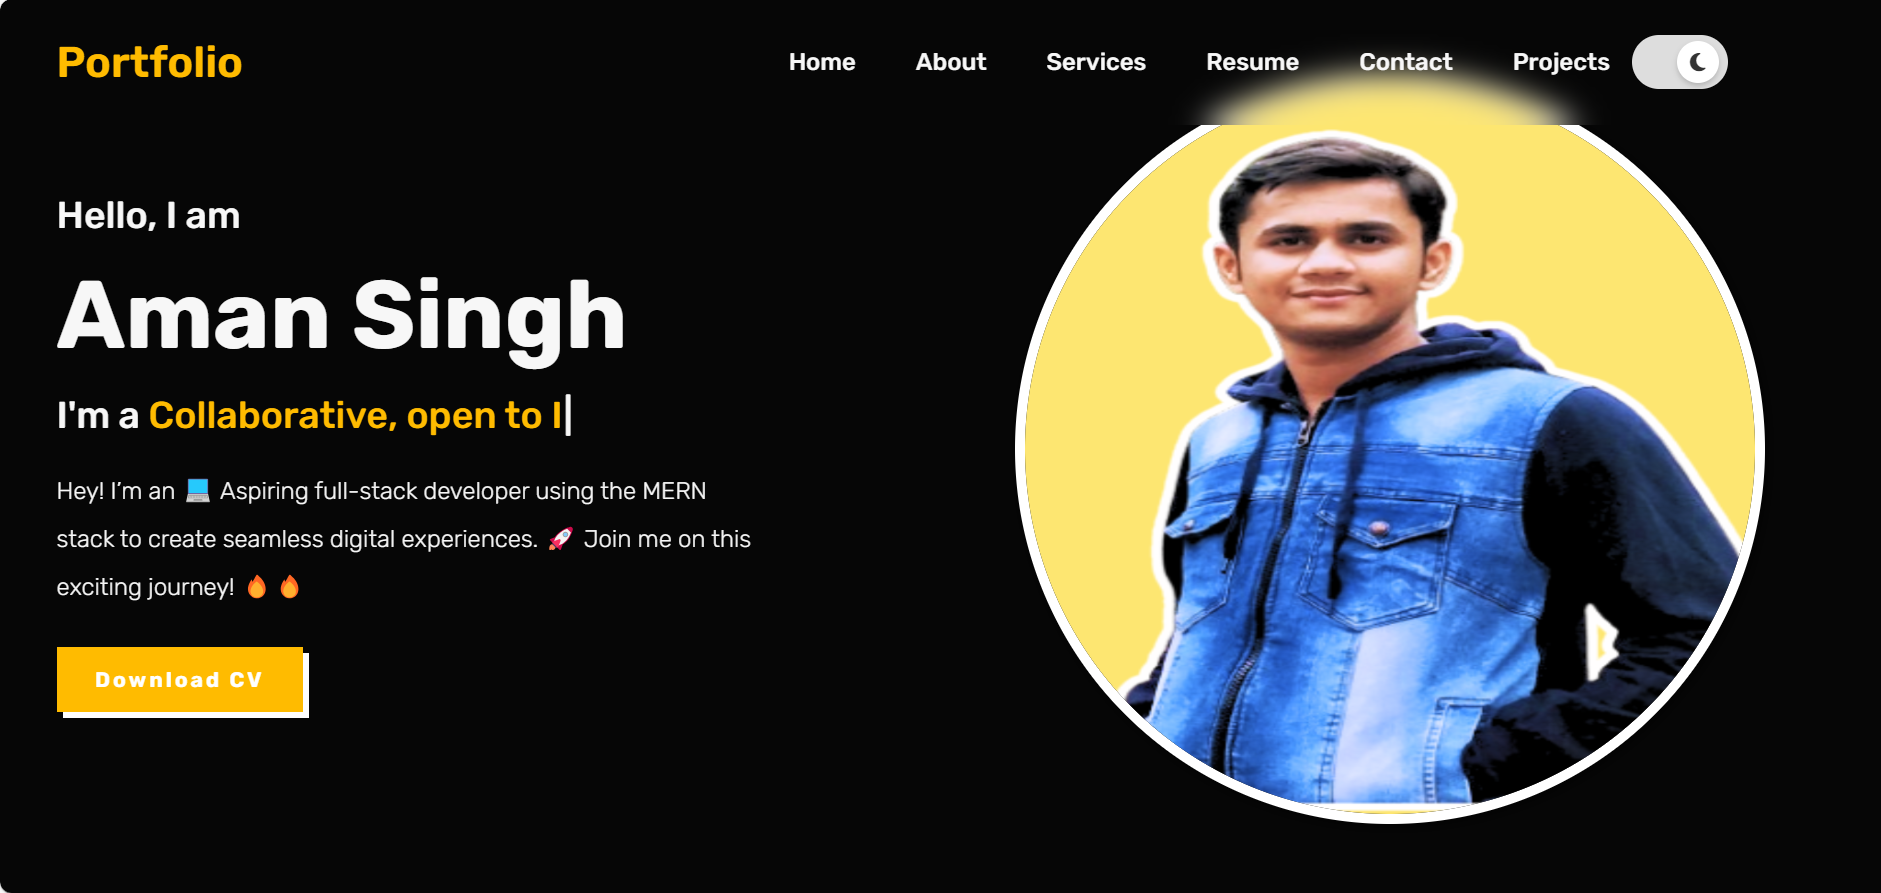 Portfolio
Home About Services Resume Contact Projects
Hello, I am
Aman Singh
I'm a Collaborative, open to I
Hey! I’m an 💻 Aspiring full-stack developer using the MERN
stack to create seamless digital experiences. 🚀 Join me on this
exciting journey! 🔥 🔥
Download CV